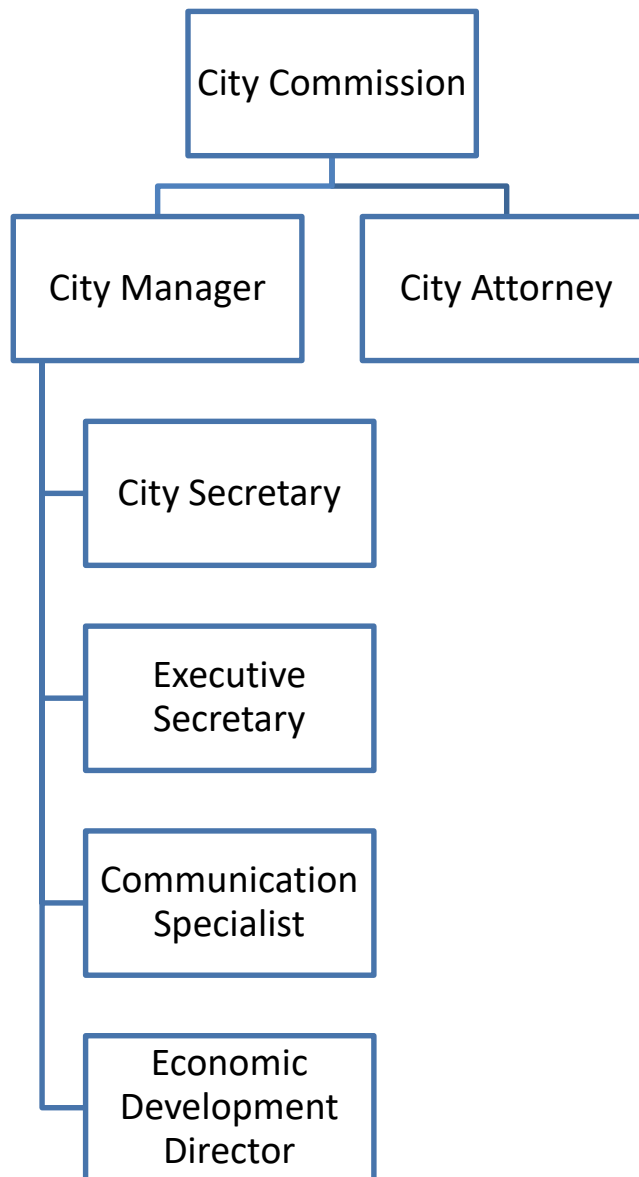 City Commission
City Manager
City Attorney
City Secretary
Executive
Secretary
Communication
Specialist
Economic
Development
Director